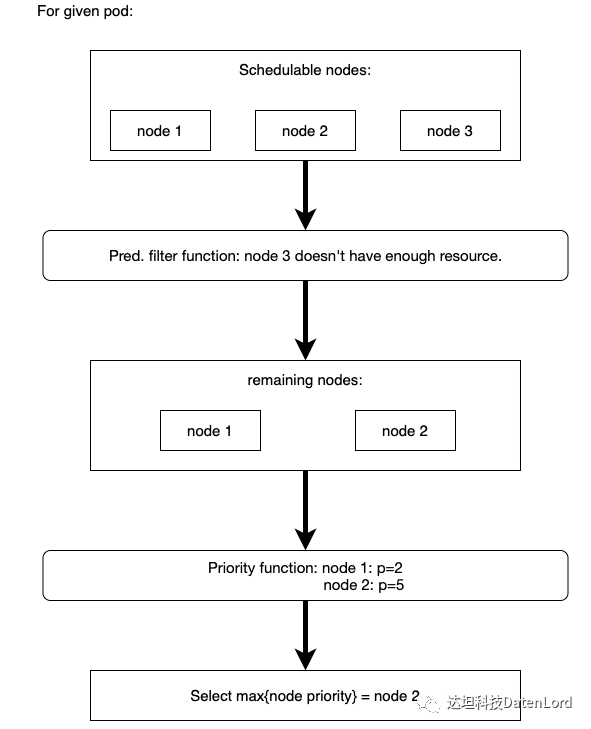 For given pod:
Schedulable nodes:
node 1
node 2
node 3
Pred. filter function: node 3 doesn't have enough resource.
remaining nodes:
node 1
node 2
Priority function: node 1: p=2
node 2: p=5
Select max{node priority} = node 2
达坦科技DatenLord